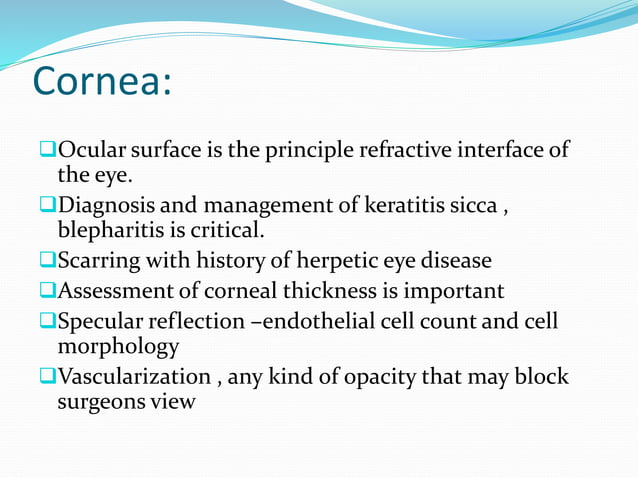 Cornea:
❑Ocular surface is the principle refractive interface of
the eye.
❑Diagnosis and management of keratitis sicca ,
blepharitis is critical.
❑Scarring with history of herpetic eye disease
❑Assessment of corneal thickness is important
❑Specular reflection –endothelial cell count and cell
morphology
❑Vascularization , any kind of opacity that may block
surgeons view